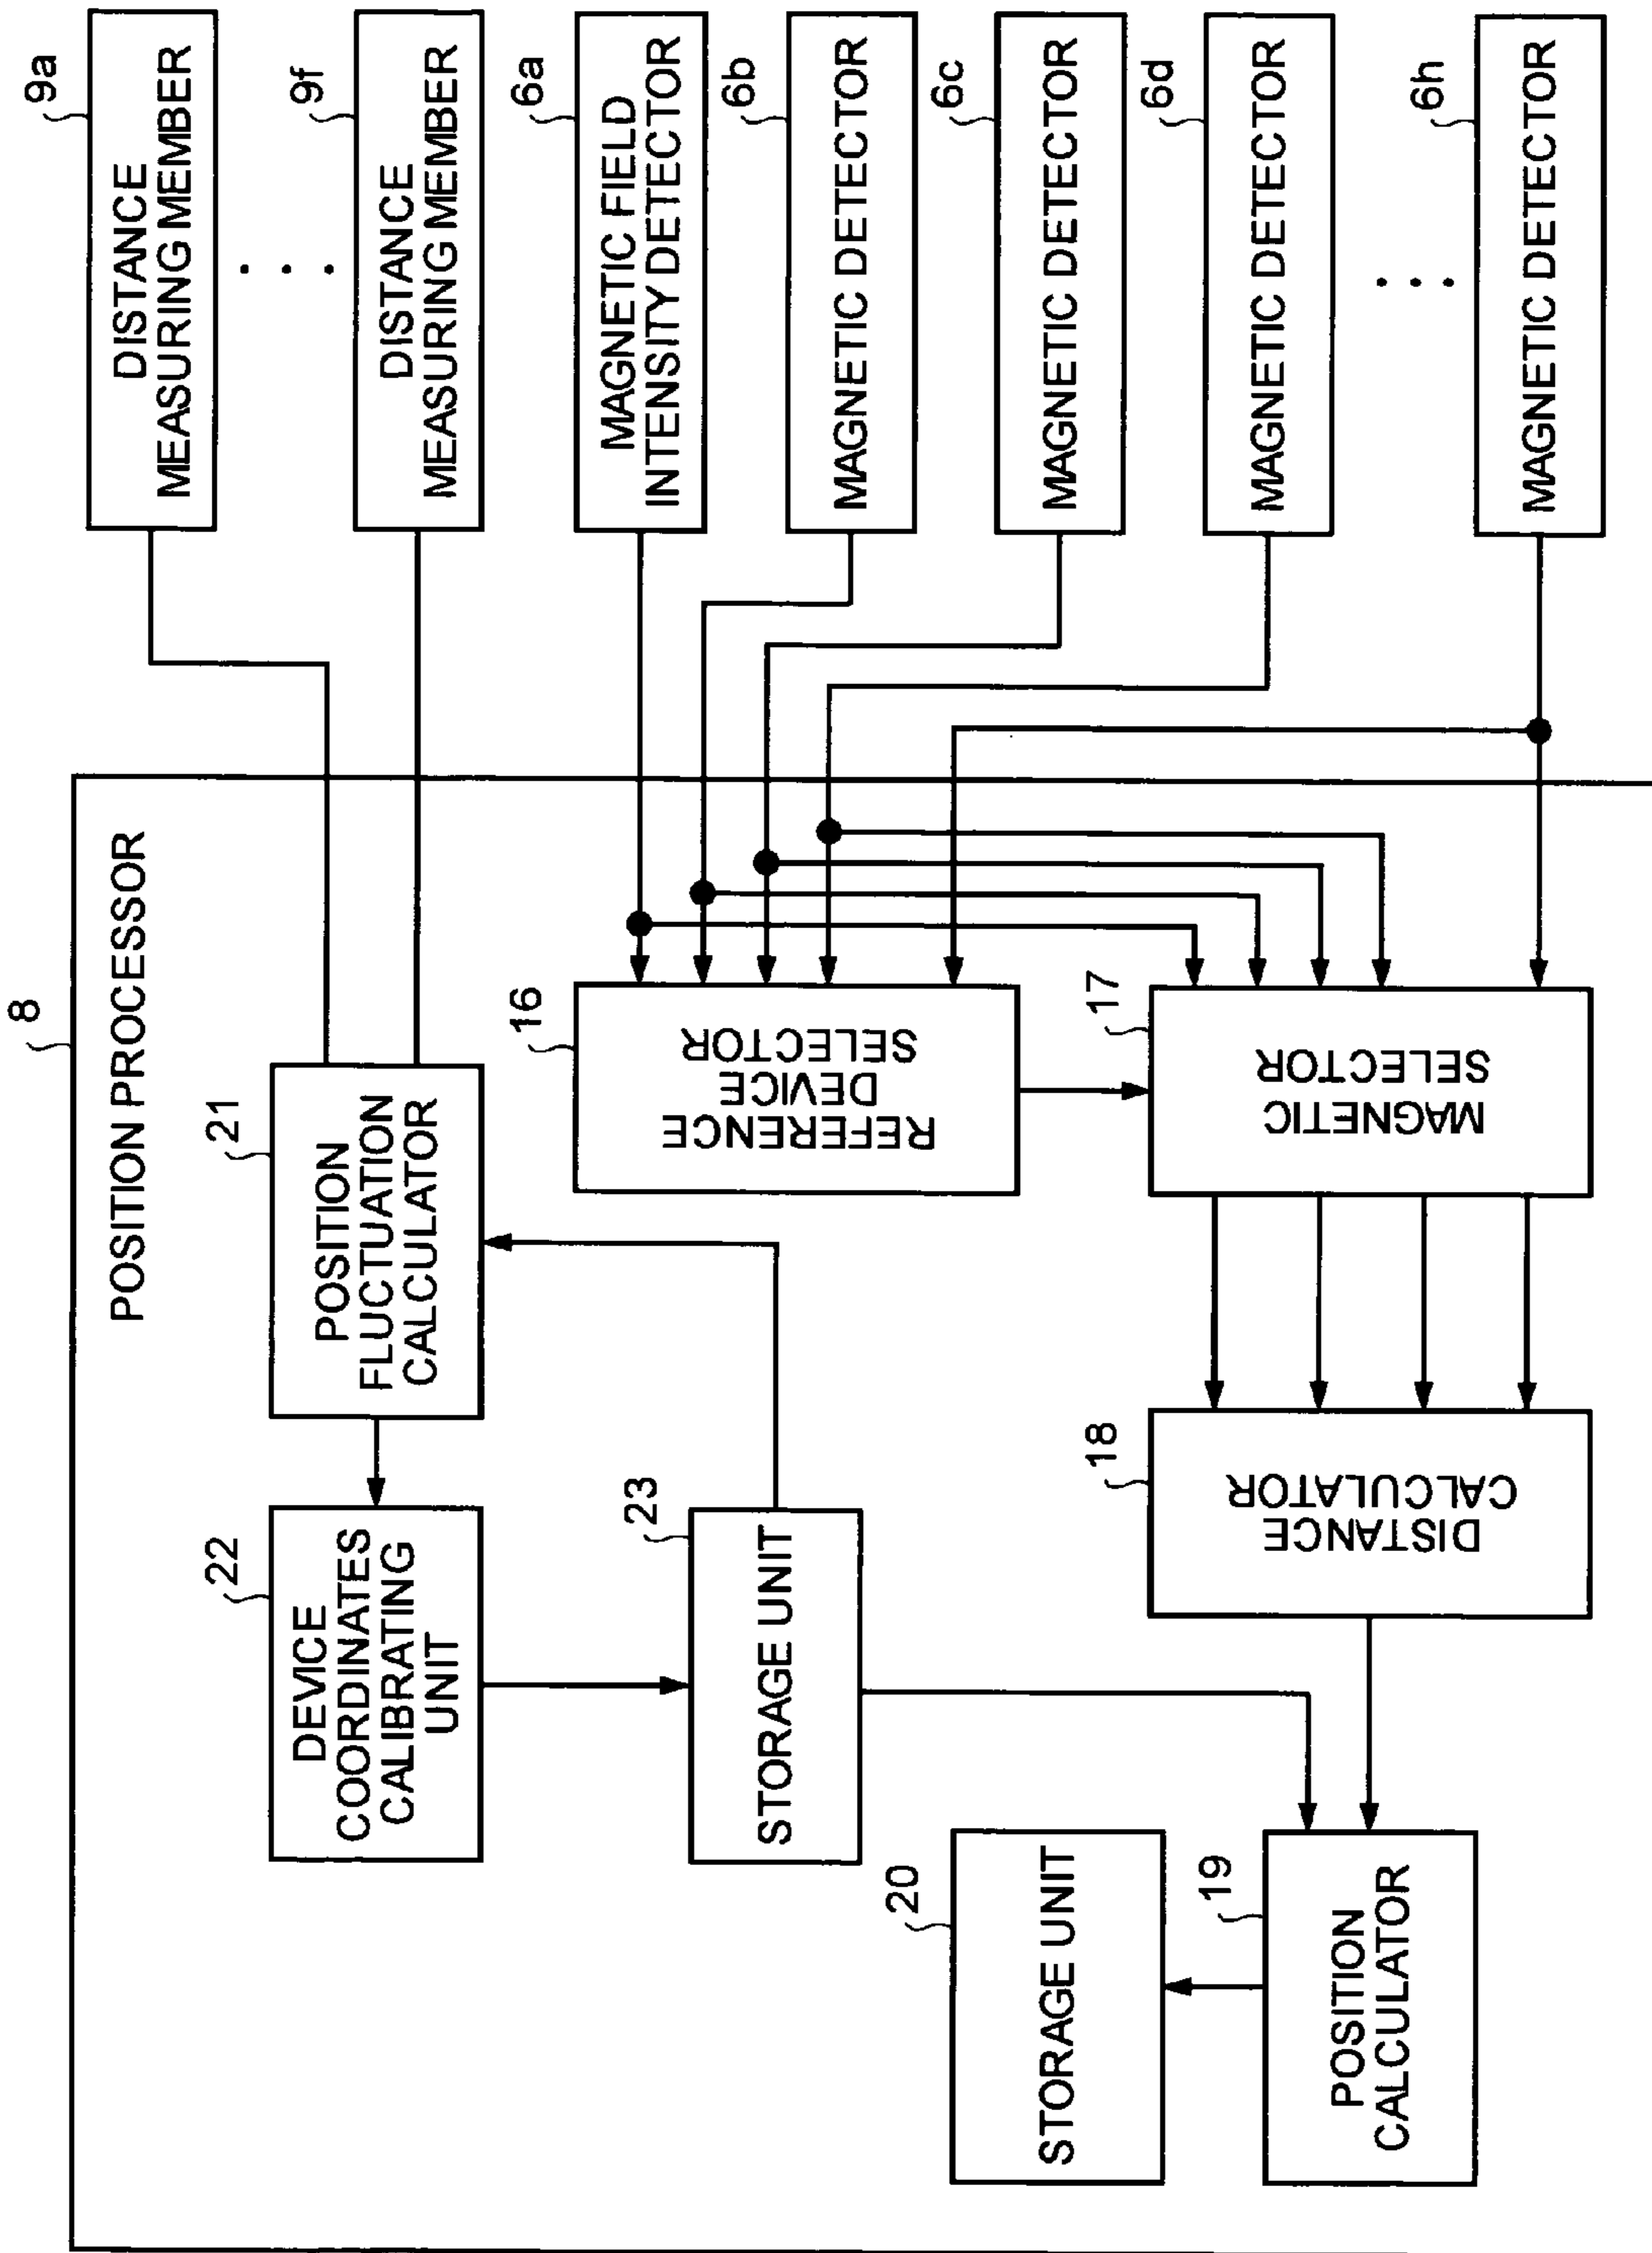 8
POSITION PROCESSOR
22
DEVICE
COORDINATES
CALIBRATING
UNIT
21
POSITION
FLUCTUATION
CALCULATOR
9a
DISTANCE
MEASURING MEMBER
. . .
9f
DISTANCE
MEASURING MEMBER
23
STORAGE UNIT
16
REFERENCE
DEVICE
SELECTOR
6a
MAGNETIC FIELD
INTENSITY DETECTOR
6b
MAGNETIC DETECTOR
20
STORAGE UNIT
6c
MAGNETIC DETECTOR
19
POSITION
CALCULATOR
18
DISTANCE
CALCULATOR
17
MAGNETIC
SELECTOR
6d
MAGNETIC DETECTOR
. . .
6h
MAGNETIC DETECTOR